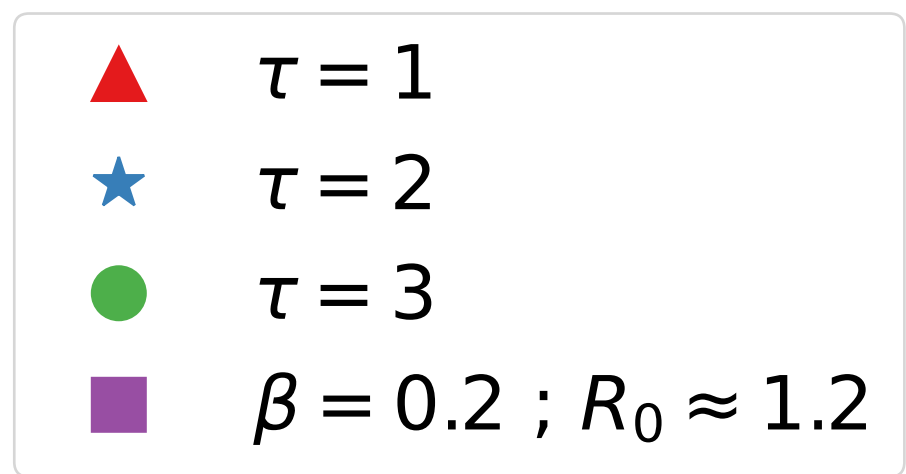 τ = 1
τ = 2
τ = 3
β = 0.2 ; R₀ ≈ 1.2